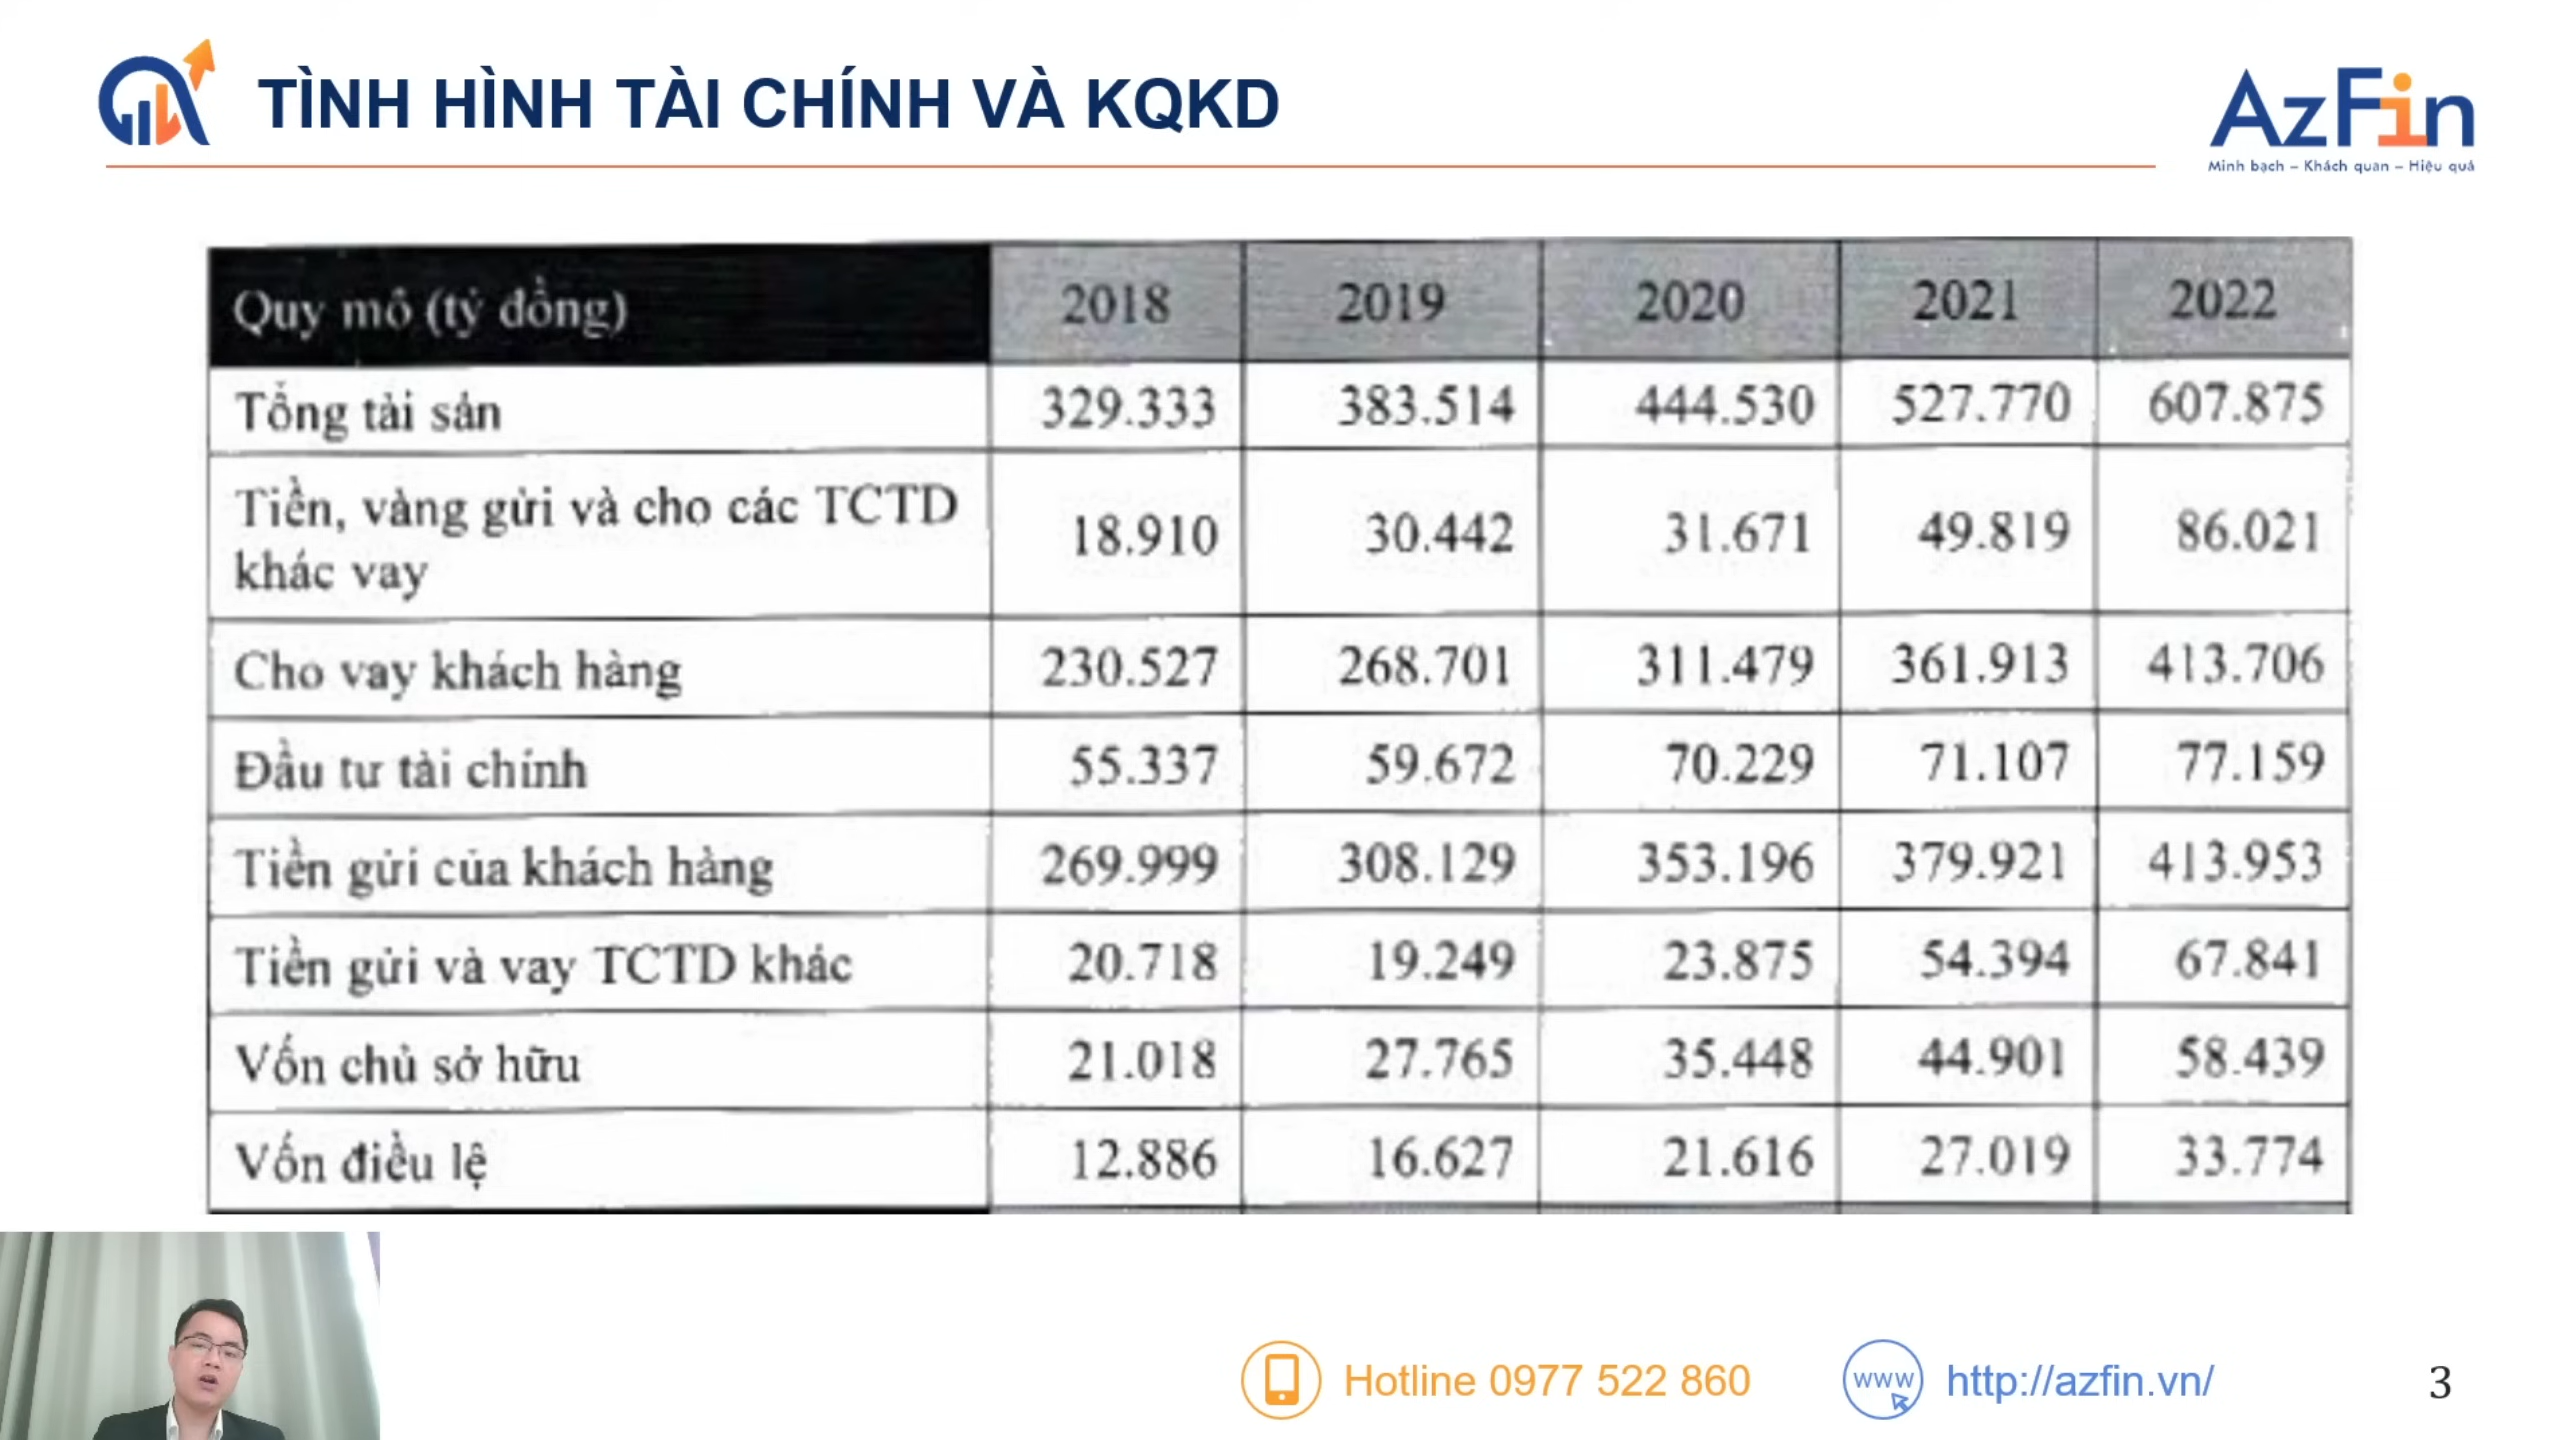 TÌNH HÌNH TÀI CHÍNH VÀ KQKD
AzFin
Minh bạch – Khách quan – Hiệu quả
Quy mô (tỷ đồng) 2018 2019 2020 2021 2022
Tổng tài sản 329.333 383.514 444.530 527.770 607.875
Tiền, vàng gửi và cho các TCTD
khác vay 18.910 30.442 31.671 49.819 86.021
Cho vay khách hàng 230.527 268.701 311.479 361.913 413.706
Đầu tư tài chính 55.337 59.672 70.229 71.107 77.159
Tiền gửi của khách hàng 269.999 308.129 353.196 379.921 413.953
Tiền gửi và vay TCTD khác 20.718 19.249 23.875 54.394 67.841
Vốn chủ sở hữu 21.018 27.765 35.448 44.901 58.439
Vốn điều lệ 12.886 16.627 21.616 27.019 33.774
Hotline 0977 522 860
www
http://azfin.vn/
3